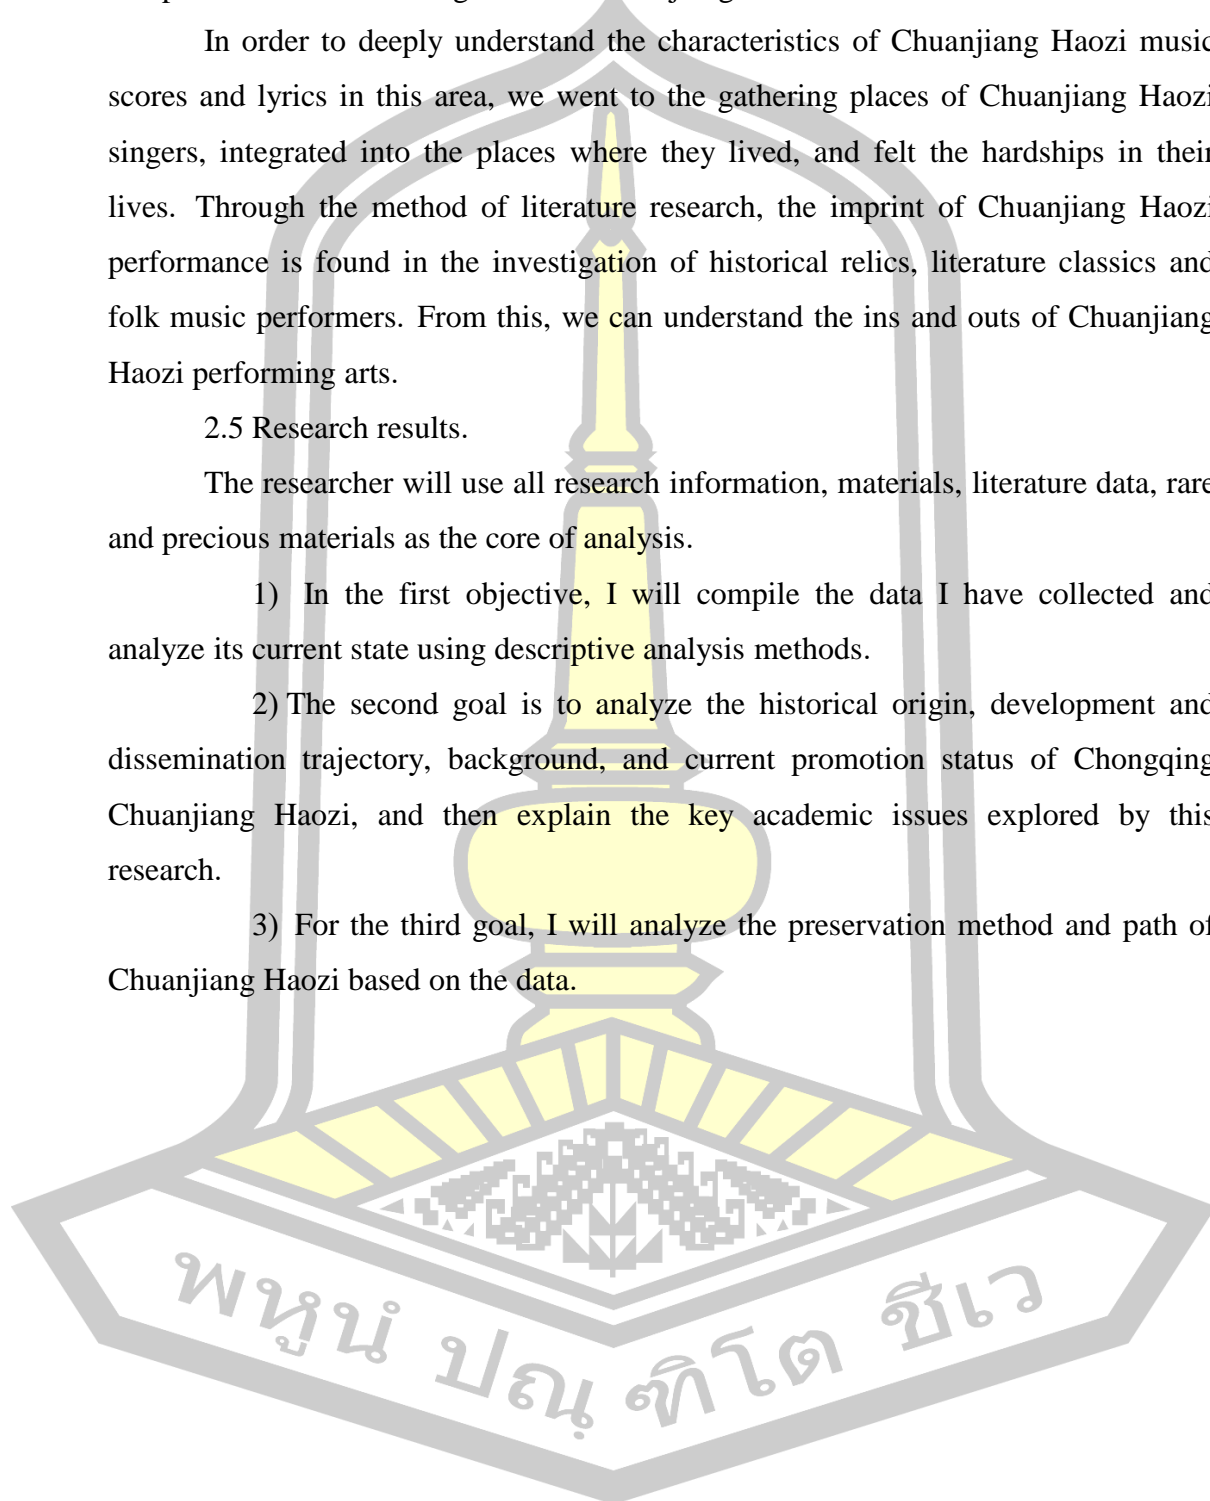 In order to deeply understand the characteristics of Chuanjiang Haozi music
scores and lyrics in this area, we went to the gathering places of Chuanjiang Haozi
singers, integrated into the places where they lived, and felt the hardships in their
lives. Through the method of literature research, the imprint of Chuanjiang Haozi
performance is found in the investigation of historical relics, literature classics and
folk music performers. From this, we can understand the ins and outs of Chuanjiang
Haozi performing arts.
2.5 Research results.
The researcher will use all research information, materials, literature data, rare
and precious materials as the core of analysis.
1) In the first objective, I will compile the data I have collected and
analyze its current state using descriptive analysis methods.
2) The second goal is to analyze the historical origin, development and
dissemination trajectory, background, and current promotion status of Chongqing
Chuanjiang Haozi, and then explain the key academic issues explored by this
research.
3) For the third goal, I will analyze the preservation method and path of
Chuanjiang Haozi based on the data.
พหูนํ ปณฺฑิโต ชีเว